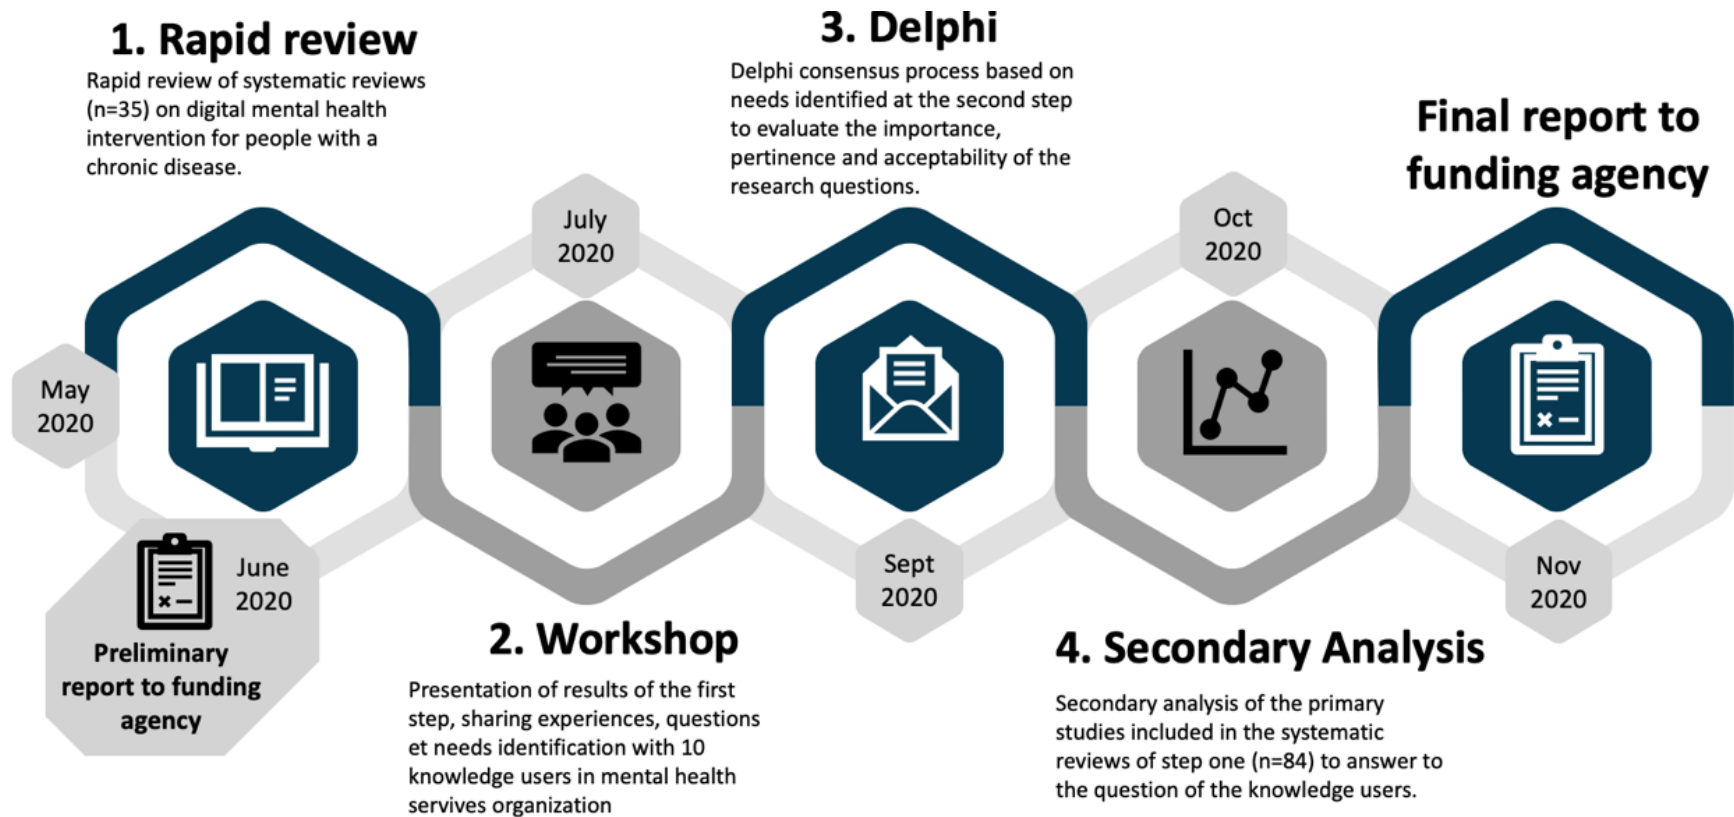 1. Rapid review
Rapid review of systematic reviews
(n=35) on digital mental health
intervention for people with a
chronic disease.
May
2020
June
2020
Preliminary
report to funding
agency
July
2020
2. Workshop
Presentation of results of the first
step, sharing experiences, questions
et needs identification with 10
knowledge users in mental health
servives organization
3. Delphi
Delphi consensus process based on
needs identified at the second step
to evaluate the importance,
pertinence and acceptability of the
research questions.
Sept
2020
Oct
2020
4. Secondary Analysis
Secondary analysis of the primary
studies included in the systematic
reviews of step one (n=84) to answer to
the question of the knowledge users.
Final report to
funding agency
Nov
2020